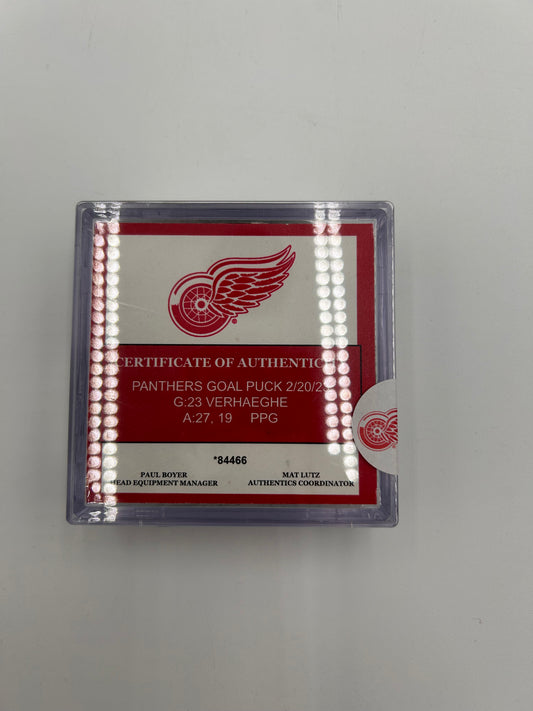 CERTIFICATE OF AUTHENTIC
PANTHERS GOAL PUCK 2/20/21
G:23 VERHAEGHE
A:27, 19 PPG
*84466
PAUL BOYER
HEAD EQUIPMENT MANAGER
MAT LUTZ
AUTHENTICS COORDINATOR